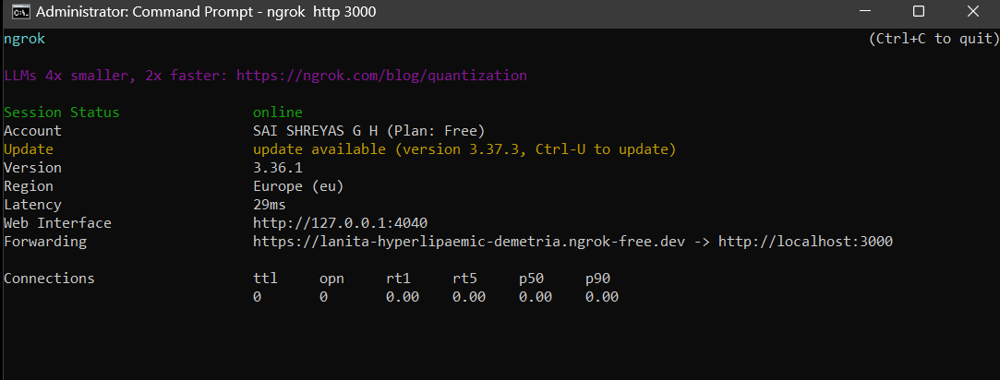 Administrator: Command Prompt - ngrok  http 3000
ngrok (Ctrl+C to quit)
LLMs 4x smaller, 2x faster: https://ngrok.com/blog/quantization
Session Status online
Account SAI SHREYAS G H (Plan: Free)
Update update available (version 3.37.3, Ctrl-U to update)
Version 3.36.1
Region Europe (eu)
Latency 29ms
Web Interface http://127.0.0.1:4040
Forwarding https://lanita-hyperlipaemic-demetria.ngrok-free.dev -> http://localhost:3000
Connections ttl opn rt1 rt5 p50 p90
0 0 0.00 0.00 0.00 0.00